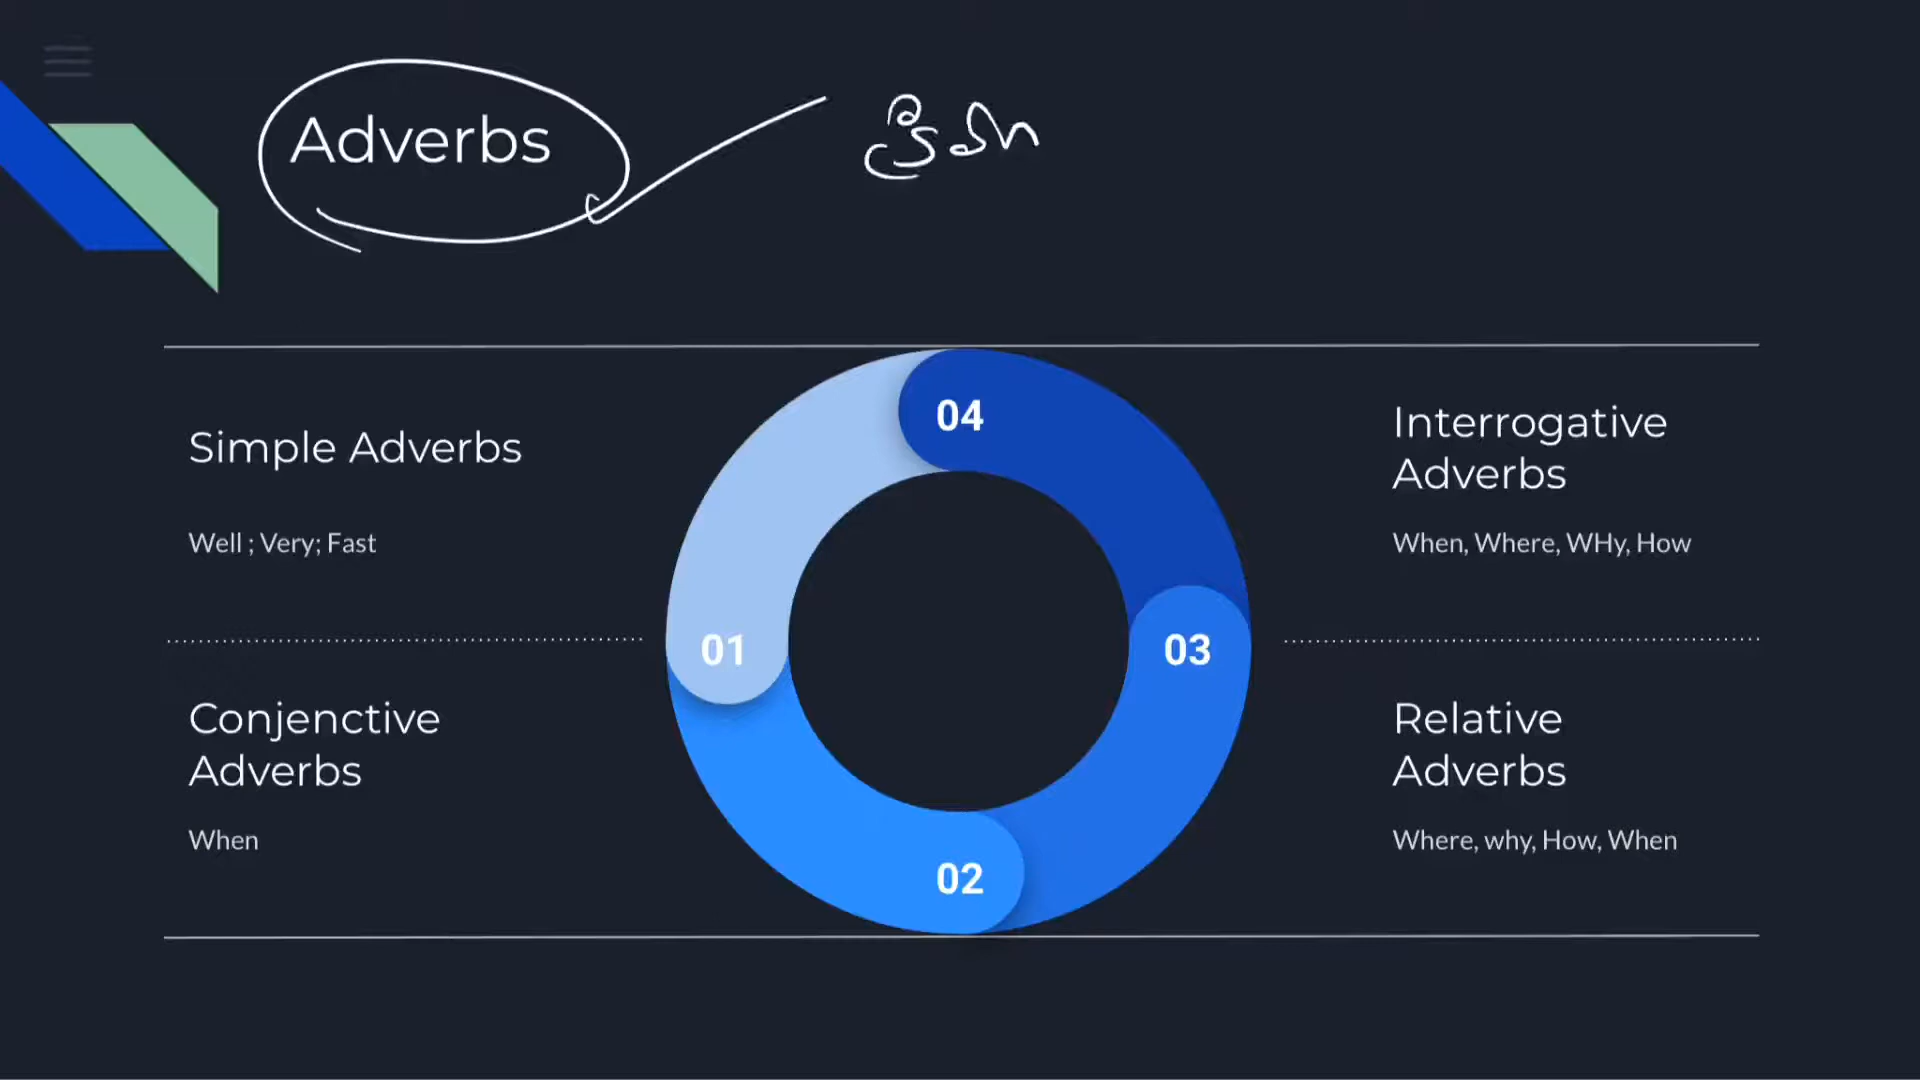 Adverbs
Simple Adverbs
Well ; Very; Fast
Conjenctive
Adverbs
When
04
01
03
02
Interrogative
Adverbs
When, Where, WHy, How
Relative
Adverbs
Where, why, How, When